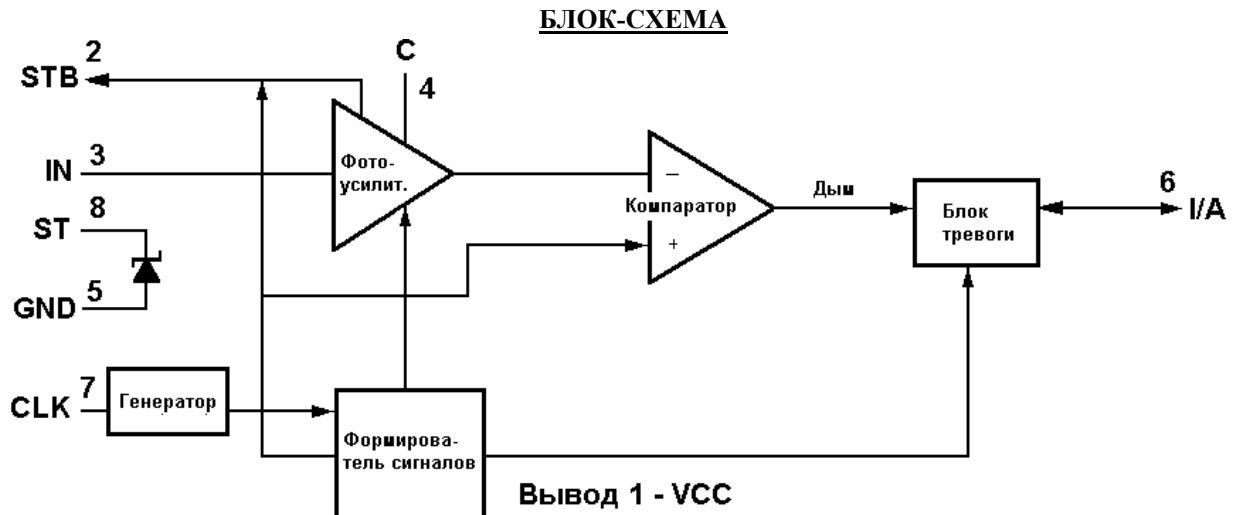 БЛОК-СХЕМА
2
STB
C
4
3
IN
Фото-
усилит.
–
Компаратор
+
Дым
Блок
тревоги
6
I/A
8
ST
5
GND
7
CLK
Генератор
Формирова-
тель сигналов
Вывод 1 - VCC